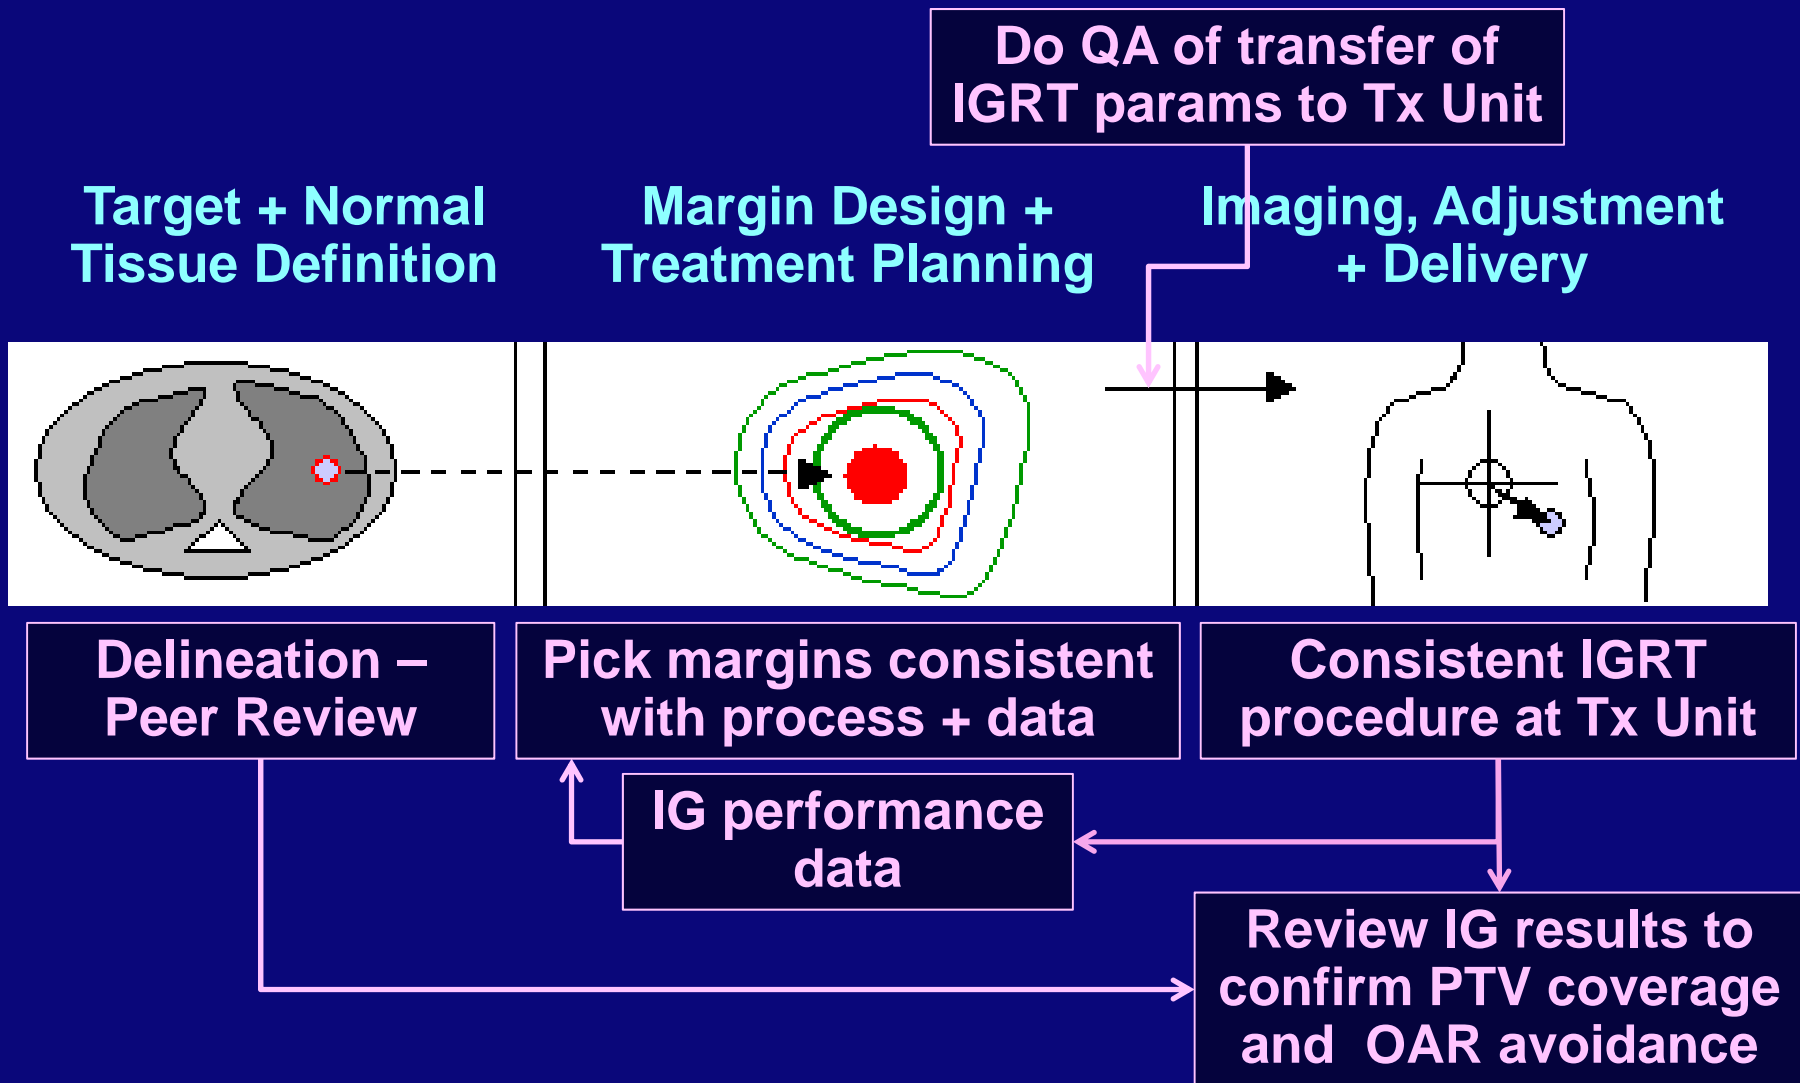 Do QA of transfer of
IGRT params to Tx Unit
Target + Normal
Tissue Definition
Margin Design +
Treatment Planning
Imaging, Adjustment
+ Delivery
Delineation –
Peer Review
Pick margins consistent
with process + data
Consistent IGRT
procedure at Tx Unit
IG performance
data
Review IG results to
confirm PTV coverage
and  OAR avoidance